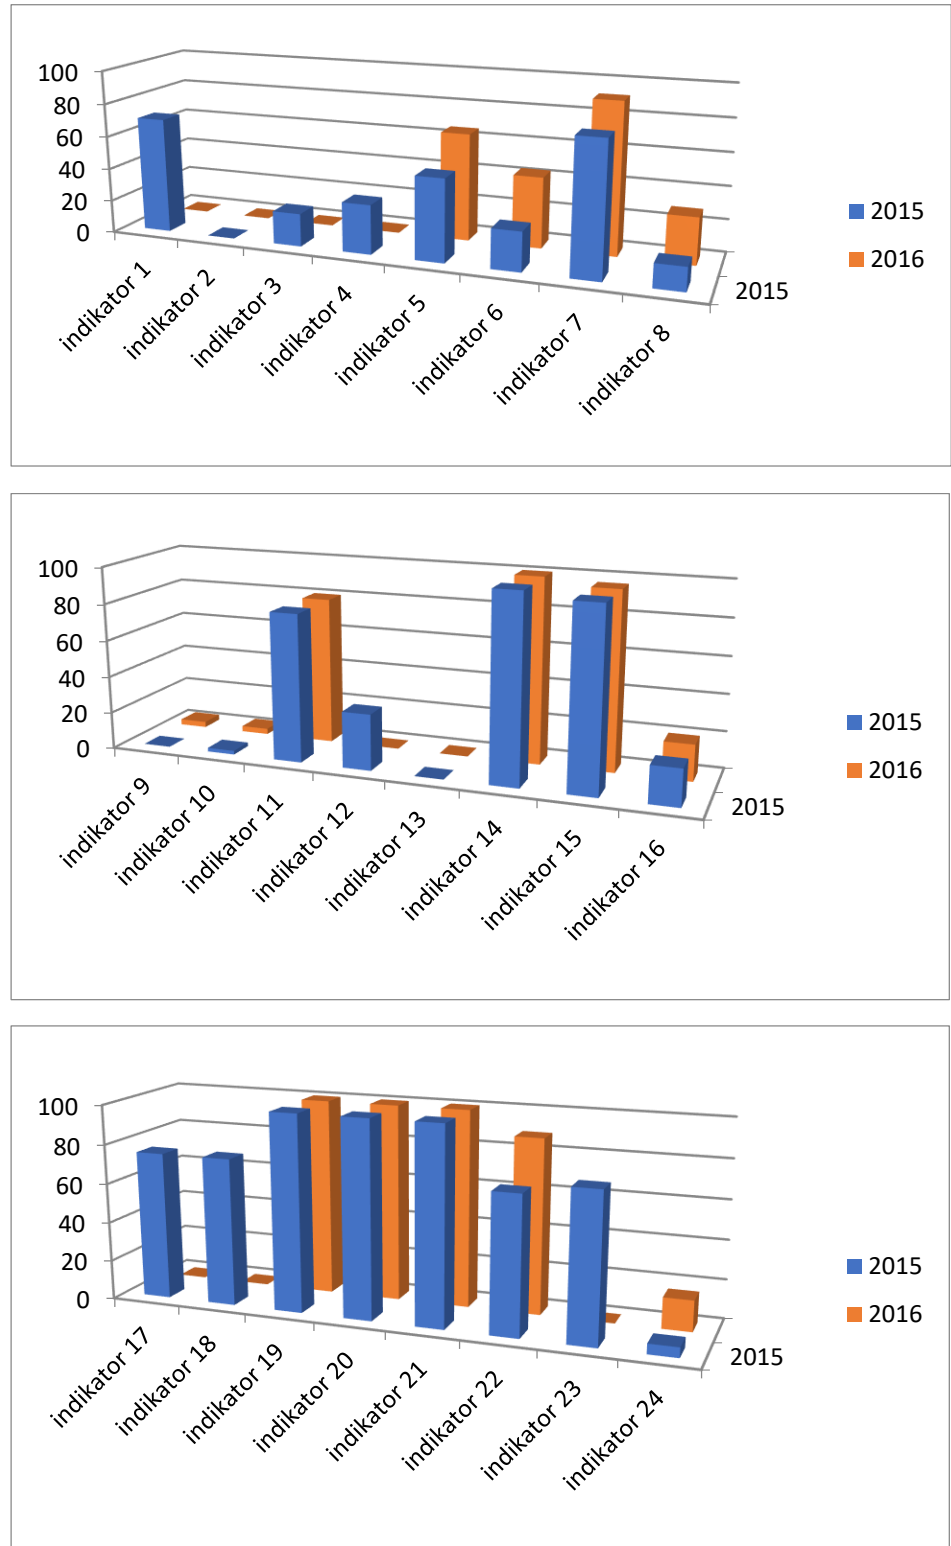 100
80
60
40
20
0
indikator 1
indikator 2
indikator 3
indikator 4
indikator 5
indikator 6
indikator 7
indikator 8
2015
2015
2016
100
80
60
40
20
0
indikator 9
indikator 10
indikator 11
indikator 12
indikator 13
indikator 14
indikator 15
indikator 16
2015
2015
2016
100
80
60
40
20
0
indikator 17
indikator 18
indikator 19
indikator 20
indikator 21
indikator 22
indikator 23
indikator 24
2015
2015
2016